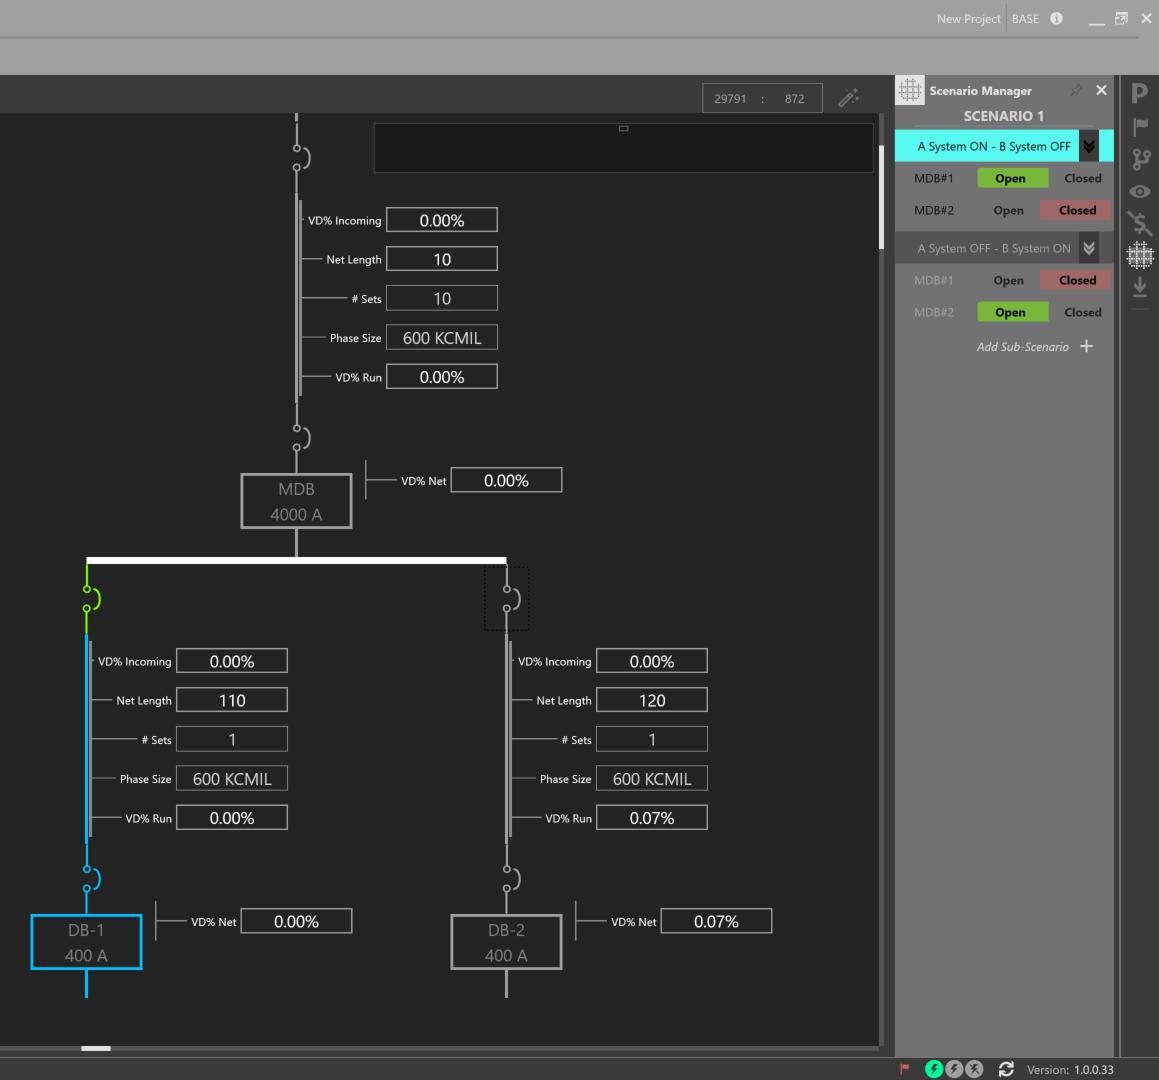 New Project BASE
29791 : 872
Scenario Manager
SCENARIO 1
A System ON - B System OFF
MDB#1 Open Closed
MDB#2 Open Closed
A System OFF - B System ON
MDB#1 Open Closed
MDB#2 Open Closed
Add Sub-Scenario +
P
VD% Incoming 0.00%
Net Length 10
# Sets 10
Phase Size 600 KCMIL
VD% Run 0.00%
MDB
4000 A
VD% Net 0.00%
VD% Incoming 0.00%
Net Length 110
# Sets 1
Phase Size 600 KCMIL
VD% Run 0.00%
DB-1
400 A
VD% Net 0.00%
VD% Incoming 0.00%
Net Length 120
# Sets 1
Phase Size 600 KCMIL
VD% Run 0.07%
DB-2
400 A
VD% Net 0.07%
Version: 1.0.0.33